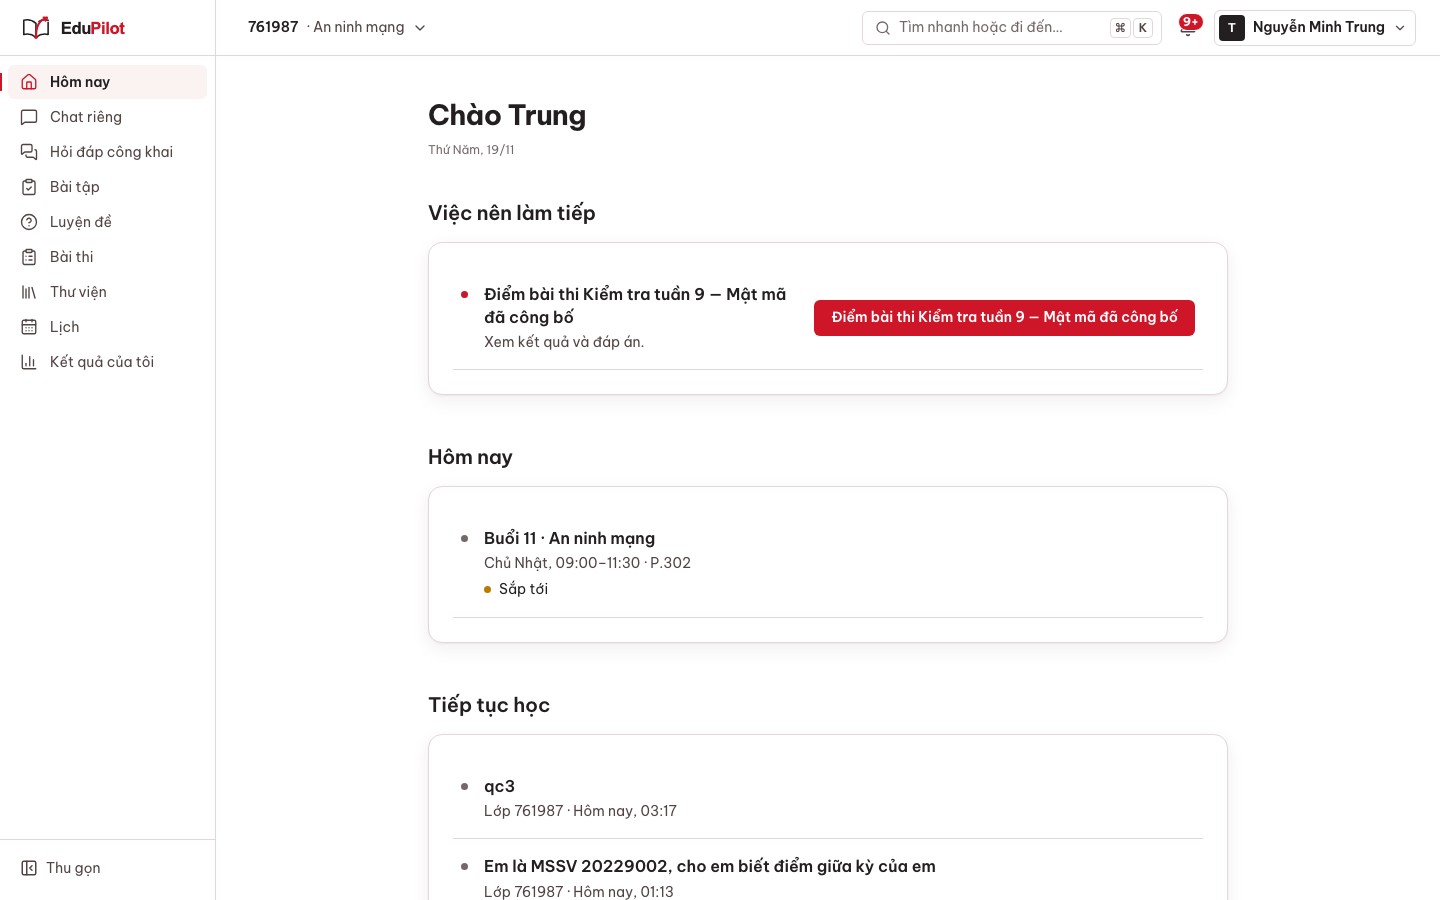 EduPilot
761987 · An ninh mạng
Tìm nhanh hoặc đi đến...
⌘ K
9+
T Nguyễn Minh Trung
Hôm nay
Chat riêng
Hỏi đáp công khai
Bài tập
Luyện đề
Bài thi
Thư viện
Lịch
Kết quả của tôi
Thu gọn
Chào Trung
Thứ Năm, 19/11
Việc nên làm tiếp
Điểm bài thi Kiểm tra tuần 9 — Mật mã
đã công bố
Xem kết quả và đáp án.
Điểm bài thi Kiểm tra tuần 9 — Mật mã đã công bố
Hôm nay
Buổi 11 · An ninh mạng
Chủ Nhật, 09:00–11:30 · P.302
Sắp tới
Tiếp tục học
qc3
Lớp 761987 · Hôm nay, 03:17
Em là MSSV 20229002, cho em biết điểm giữa kỳ của em
Lớp 761987 · Hôm nay, 01:13